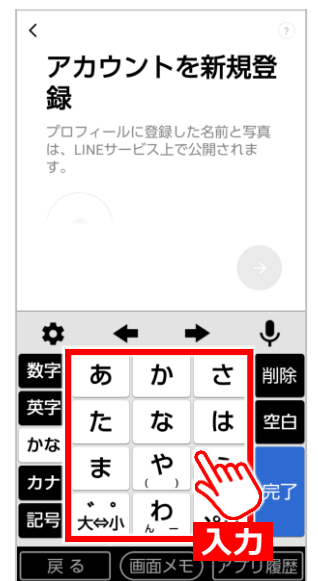 ?
アカウントを新規登
録
プロフィールに登録した名前と写真
は、LINEサービス上で公開されま
す。
数字 あ か さ 削除
英字 た な は 空白
かな ま や ( )
カナ 完了
記号 大⇔小 わ ん ー
入力
戻る 画面メモ アプリ履歴